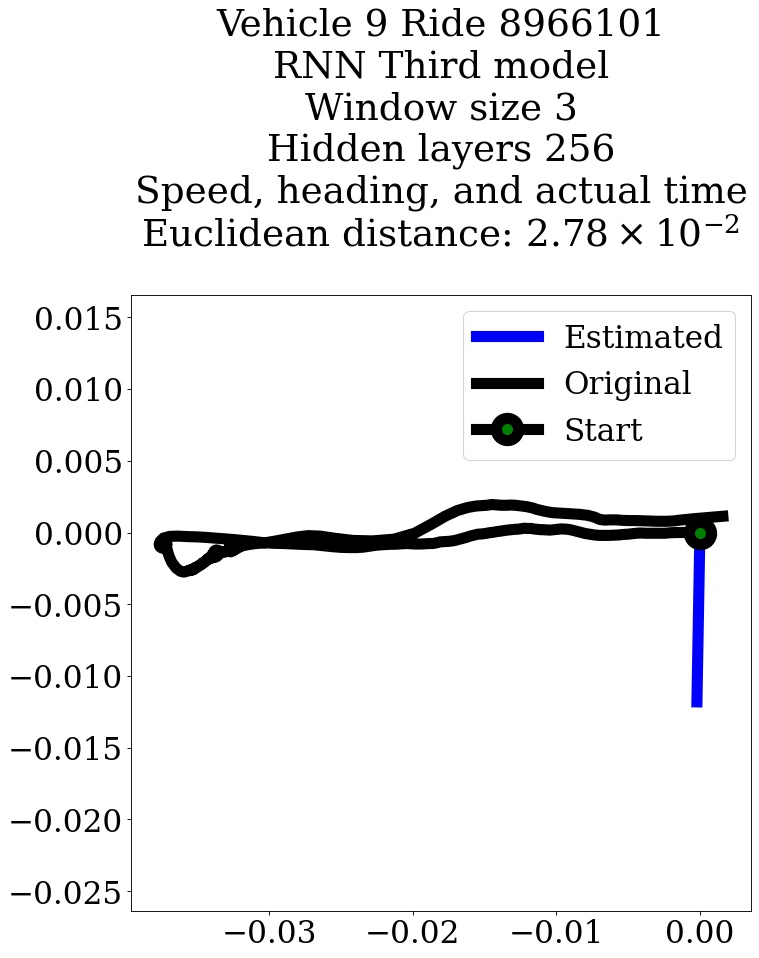 Vehicle 9 Ride 8966101
RNN Third model
Window size 3
Hidden layers 256
Speed, heading, and actual time
Euclidean distance: 2.78 × 10⁻²
Estimated
Original
Start
0.015
0.010
0.005
0.000
−0.005
−0.010
−0.015
−0.020
−0.025
−0.03 −0.02 −0.01 0.00